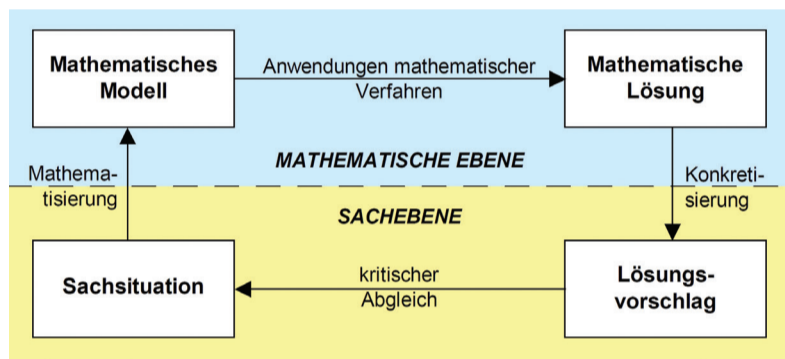 Mathematisches
Modell
Anwendungen mathematischer
Verfahren
Mathematische
Lösung
MATHEMATISCHE EBENE
Mathema-
tisierung
Konkreti-
sierung
SACHEBENE
Sachsituation
kritischer
Abgleich
Lösungs-
vorschlag